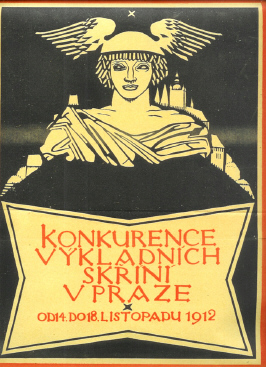 KONKURENCE
VÝKLADNÍCH
SKŘÍNÍ
V PRAZE
OD 14. DO 18. LISTOPADU 1912